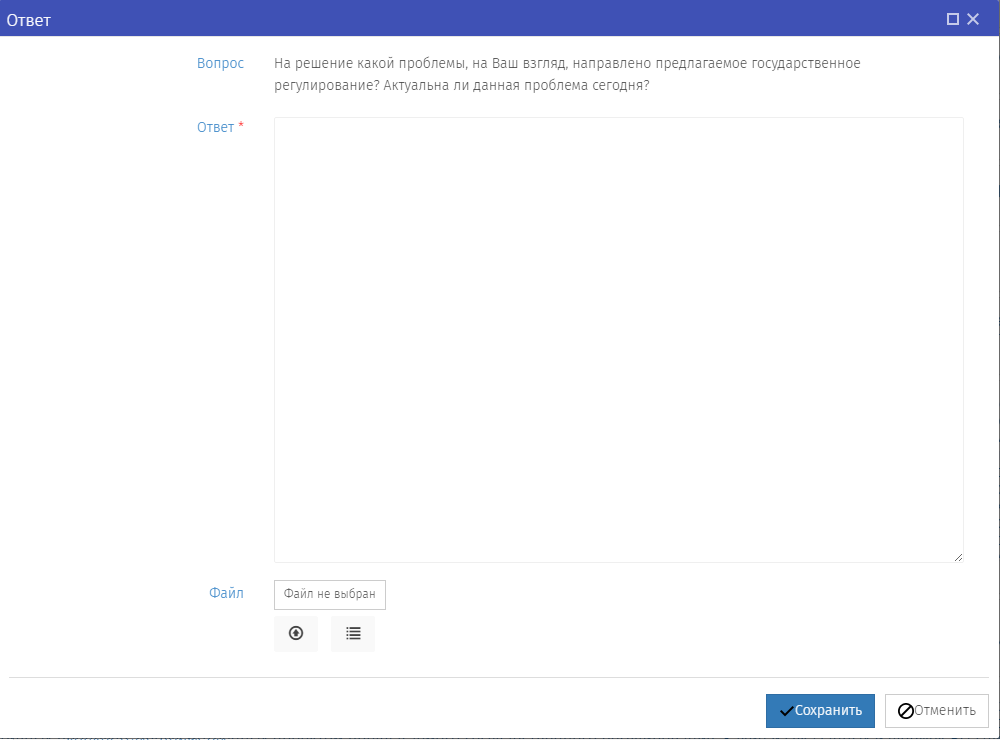 Ответ
Вопрос
На решение какой проблемы, на Ваш взгляд, направлено предлагаемое государственное
регулирование? Актуальна ли данная проблема сегодня?
Ответ *
Файл
Файл не выбран
Сохранить
Отменить